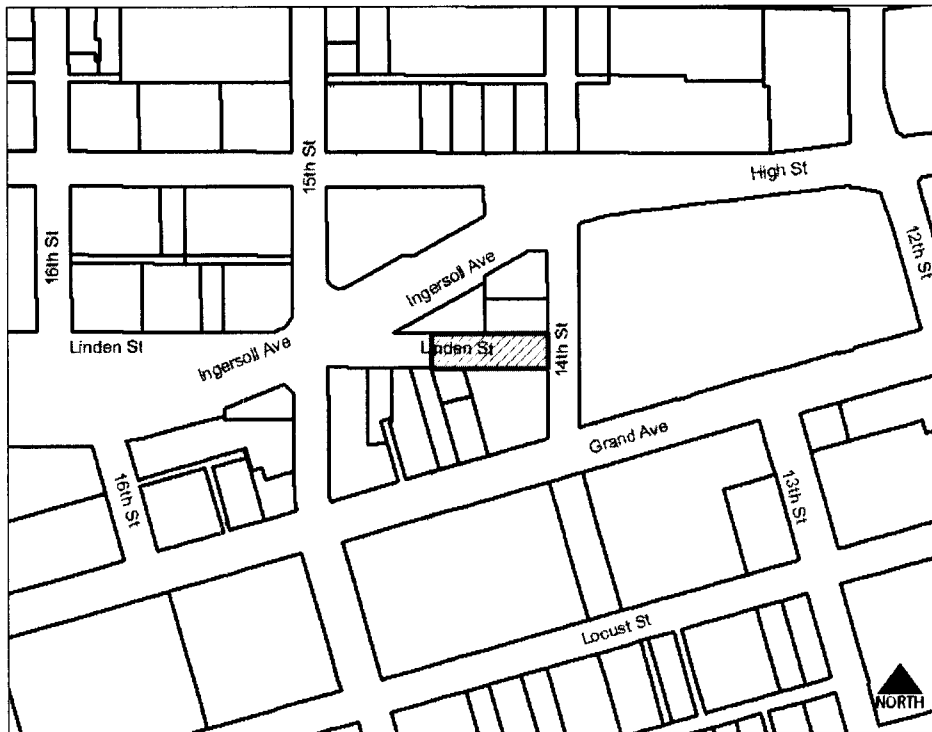 15th St
High St
16th St
12th St
Ingersoll Ave
Linden St
Ingersoll Ave
Linden St
14th St
Grand Ave
16th St
13th St
Locust St
NORTH